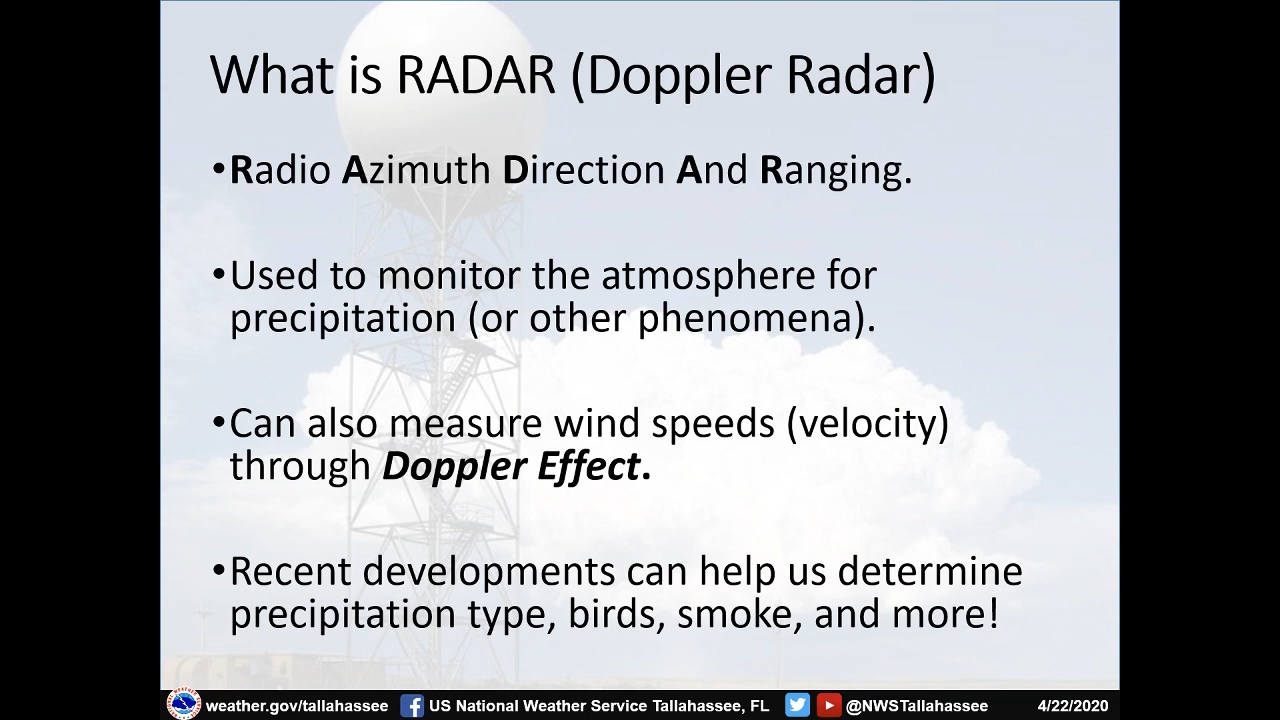 What is RADAR (Doppler Radar)
•Radio Azimuth Direction And Ranging.
•Used to monitor the atmosphere for
precipitation (or other phenomena).
•Can also measure wind speeds (velocity)
through Doppler Effect.
•Recent developments can help us determine
precipitation type, birds, smoke, and more!
weather.gov/tallahassee US National Weather Service Tallahassee, FL @NWSTallahassee 4/22/2020